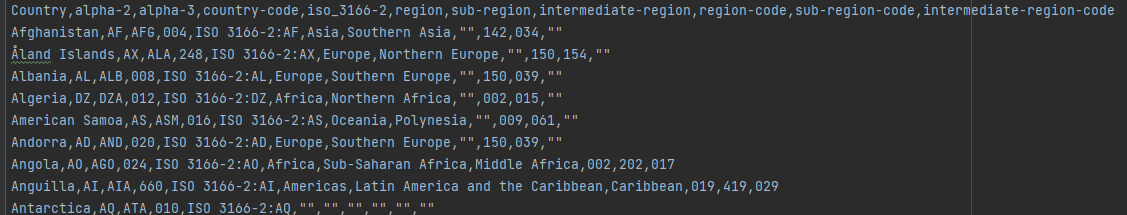 Country,alpha-2,alpha-3,country-code,iso_3166-2,region,sub-region,intermediate-region,region-code,sub-region-code,intermediate-region-code
Afghanistan,AF,AFG,004,ISO 3166-2:AF,Asia,Southern Asia,"",142,034,""
Åland Islands,AX,ALA,248,ISO 3166-2:AX,Europe,Northern Europe,"",150,154,""
Albania,AL,ALB,008,ISO 3166-2:AL,Europe,Southern Europe,"",150,039,""
Algeria,DZ,DZA,012,ISO 3166-2:DZ,Africa,Northern Africa,"",002,015,""
American Samoa,AS,ASM,016,ISO 3166-2:AS,Oceania,Polynesia,"",009,061,""
Andorra,AD,AND,020,ISO 3166-2:AD,Europe,Southern Europe,"",150,039,""
Angola,AO,AGO,024,ISO 3166-2:AO,Africa,Sub-Saharan Africa,Middle Africa,002,202,017
Anguilla,AI,AIA,660,ISO 3166-2:AI,Americas,Latin America and the Caribbean,Caribbean,019,419,029
Antarctica,AQ,ATA,010,ISO 3166-2:AQ,"","","","","",""